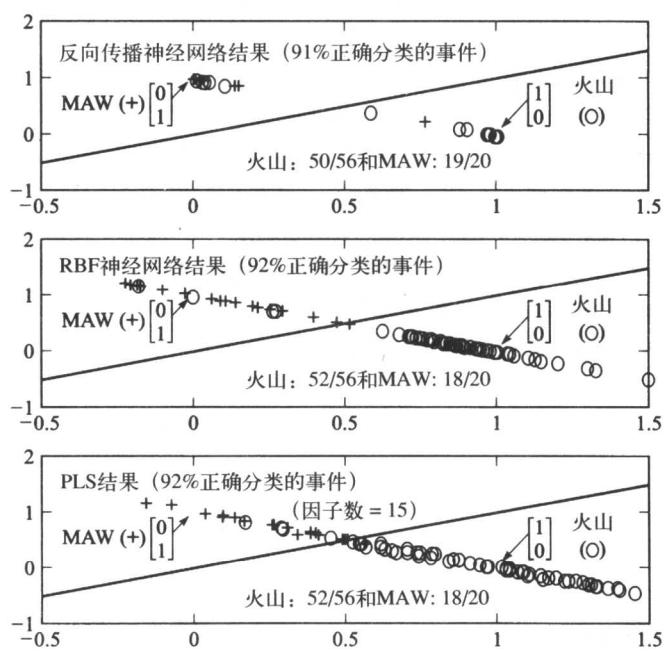 2
反向传播神经网络结果（91%正确分类的事件）
1
MAW (+) [0 1]
[1 0] 火山 (○)
0
火山：50/56和MAW: 19/20
−1
−0.5 0 0.5 1 1.5
2
RBF神经网络结果（92%正确分类的事件）
1
MAW (+) [0 1]
[1 0] 火山 (○)
0
火山：52/56和MAW: 18/20
−1
−0.5 0 0.5 1 1.5
2
PLS结果（92%正确分类的事件）
（因子数 = 15）
1
MAW (+) [0 1]
[1 0] 火山 (○)
0
火山：52/56和MAW: 18/20
−1
−0.5 0 0.5 1 1.5